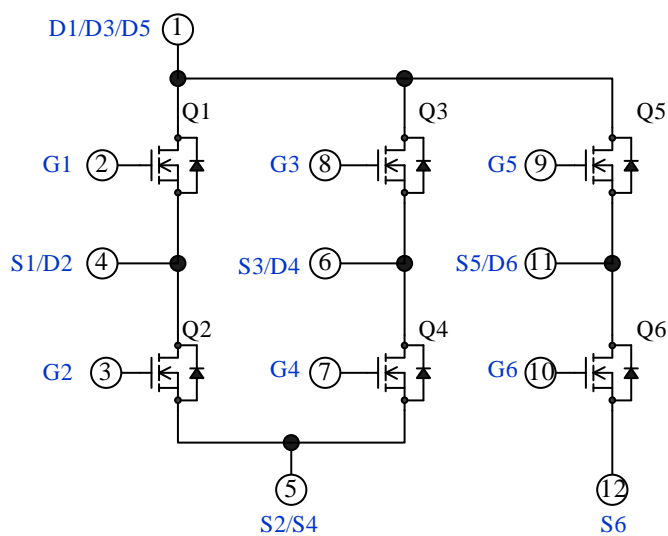 D1/D3/D5 1
Q1 Q3 Q5
G1 2 G3 8 G5 9
S1/D2 4 S3/D4 6 S5/D6 11
Q2 Q4 Q6
G2 3 G4 7 G6 10
5 12
S2/S4 S6